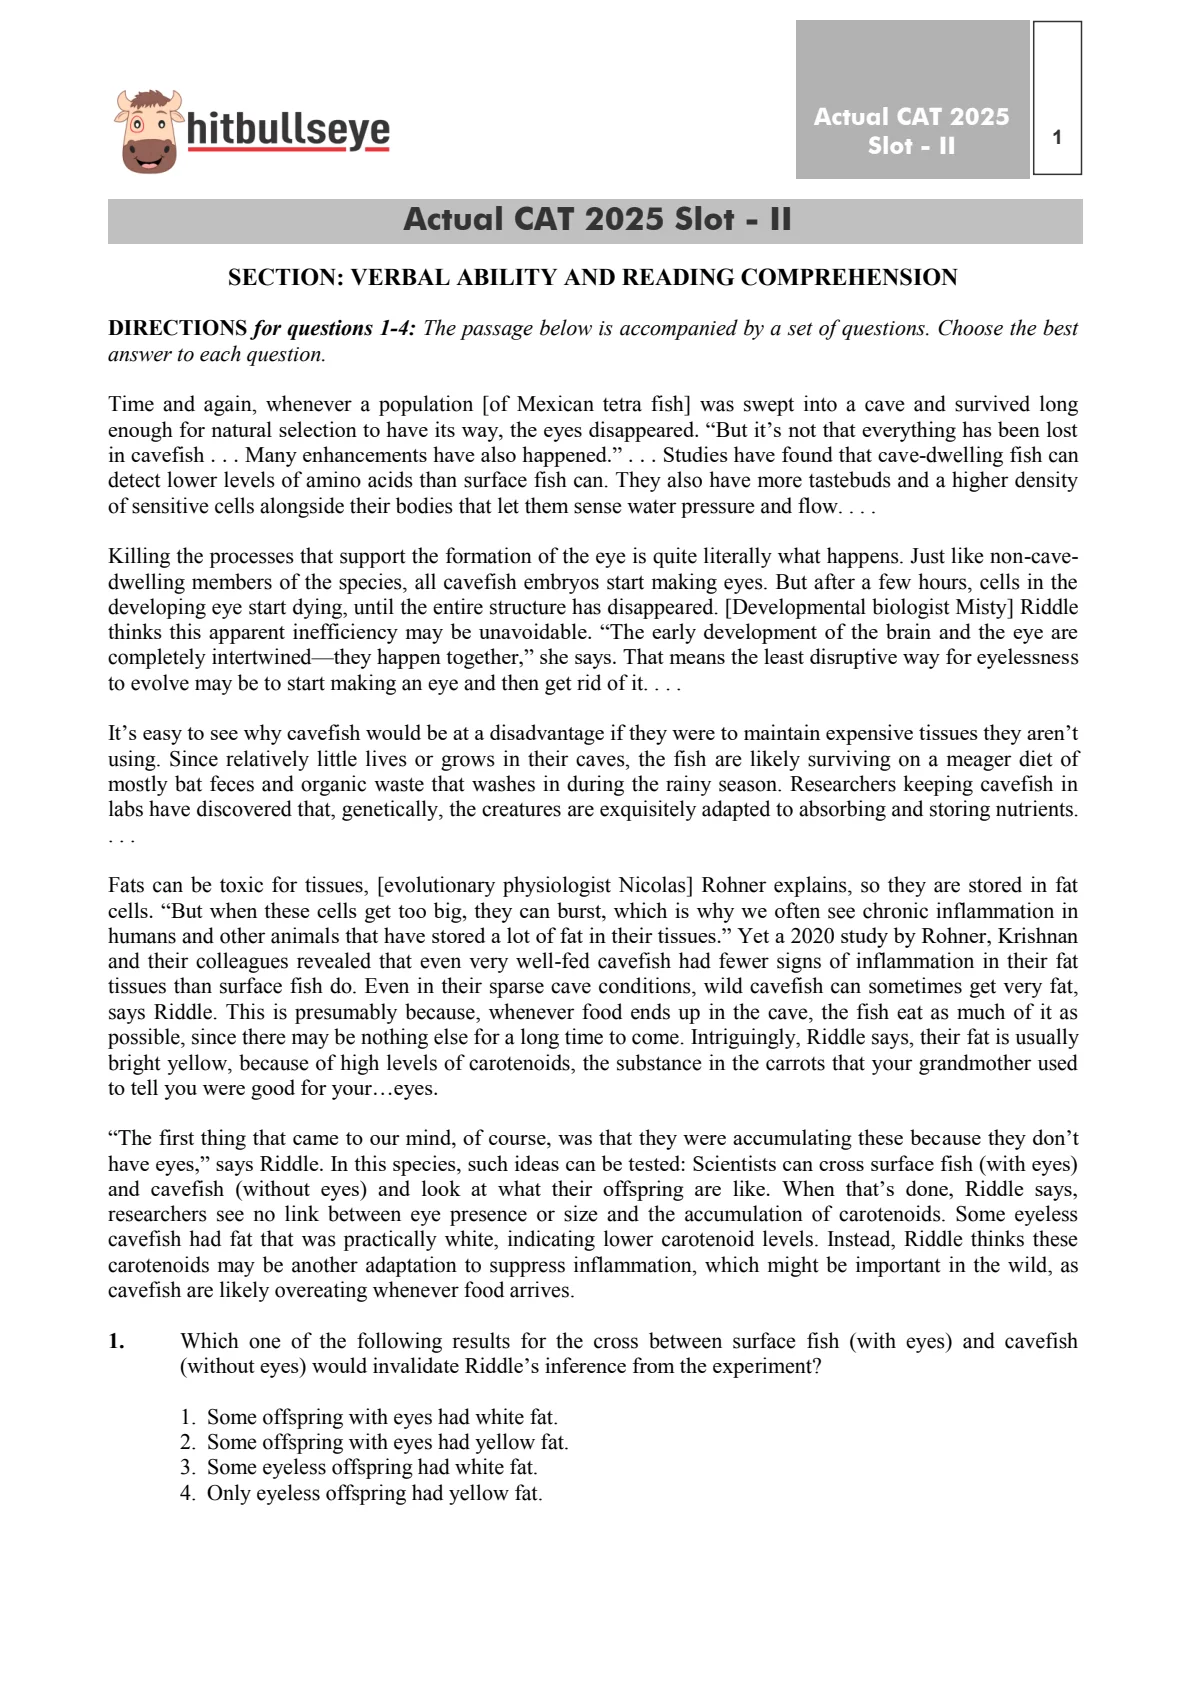 hitbullseye
Actual CAT 2025
Slot - II
1
Actual CAT 2025 Slot - II
SECTION: VERBAL ABILITY AND READING COMPREHENSION
DIRECTIONS for questions 1-4: The passage below is accompanied by a set of questions. Choose the best
answer to each question.
Time and again, whenever a population [of Mexican tetra fish] was swept into a cave and survived long
enough for natural selection to have its way, the eyes disappeared. “But it’s not that everything has been lost
in cavefish . . . Many enhancements have also happened.” . . . Studies have found that cave-dwelling fish can
detect lower levels of amino acids than surface fish can. They also have more tastebuds and a higher density
of sensitive cells alongside their bodies that let them sense water pressure and flow. . . .
Killing the processes that support the formation of the eye is quite literally what happens. Just like non-cave-
dwelling members of the species, all cavefish embryos start making eyes. But after a few hours, cells in the
developing eye start dying, until the entire structure has disappeared. [Developmental biologist Misty] Riddle
thinks this apparent inefficiency may be unavoidable. “The early development of the brain and the eye are
completely intertwined—they happen together,” she says. That means the least disruptive way for eyelessness
to evolve may be to start making an eye and then get rid of it. . . .
It’s easy to see why cavefish would be at a disadvantage if they were to maintain expensive tissues they aren’t
using. Since relatively little lives or grows in their caves, the fish are likely surviving on a meager diet of
mostly bat feces and organic waste that washes in during the rainy season. Researchers keeping cavefish in
labs have discovered that, genetically, the creatures are exquisitely adapted to absorbing and storing nutrients.
. . .
Fats can be toxic for tissues, [evolutionary physiologist Nicolas] Rohner explains, so they are stored in fat
cells. “But when these cells get too big, they can burst, which is why we often see chronic inflammation in
humans and other animals that have stored a lot of fat in their tissues.” Yet a 2020 study by Rohner, Krishnan
and their colleagues revealed that even very well-fed cavefish had fewer signs of inflammation in their fat
tissues than surface fish do. Even in their sparse cave conditions, wild cavefish can sometimes get very fat,
says Riddle. This is presumably because, whenever food ends up in the cave, the fish eat as much of it as
possible, since there may be nothing else for a long time to come. Intriguingly, Riddle says, their fat is usually
bright yellow, because of high levels of carotenoids, the substance in the carrots that your grandmother used
to tell you were good for your…eyes.
“The first thing that came to our mind, of course, was that they were accumulating these because they don’t
have eyes,” says Riddle. In this species, such ideas can be tested: Scientists can cross surface fish (with eyes)
and cavefish (without eyes) and look at what their offspring are like. When that’s done, Riddle says,
researchers see no link between eye presence or size and the accumulation of carotenoids. Some eyeless
cavefish had fat that was practically white, indicating lower carotenoid levels. Instead, Riddle thinks these
carotenoids may be another adaptation to suppress inflammation, which might be important in the wild, as
cavefish are likely overeating whenever food arrives.
1. Which one of the following results for the cross between surface fish (with eyes) and cavefish
(without eyes) would invalidate Riddle’s inference from the experiment?
1. Some offspring with eyes had white fat.
2. Some offspring with eyes had yellow fat.
3. Some eyeless offspring had white fat.
4. Only eyeless offspring had yellow fat.